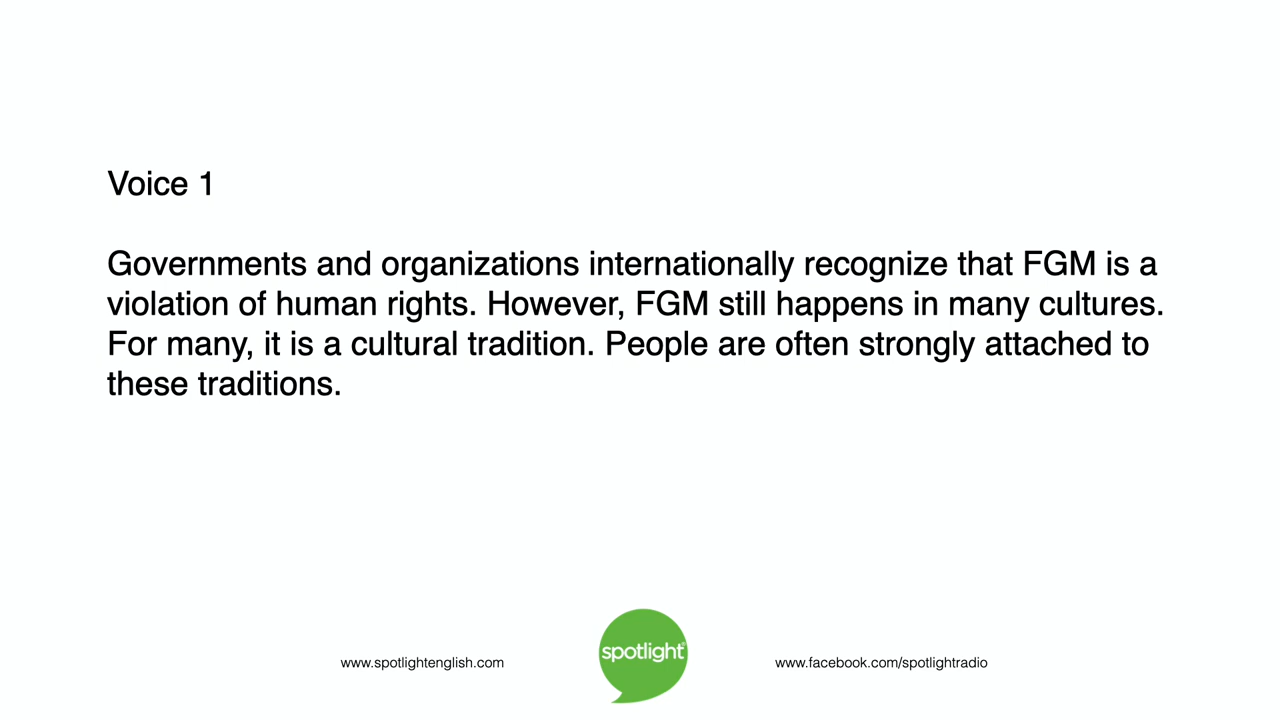 Voice 1
Governments and organizations internationally recognize that FGM is a
violation of human rights. However, FGM still happens in many cultures.
For many, it is a cultural tradition. People are often strongly attached to
these traditions.
www.spotlightenglish.com
spotlight®
www.facebook.com/spotlightradio